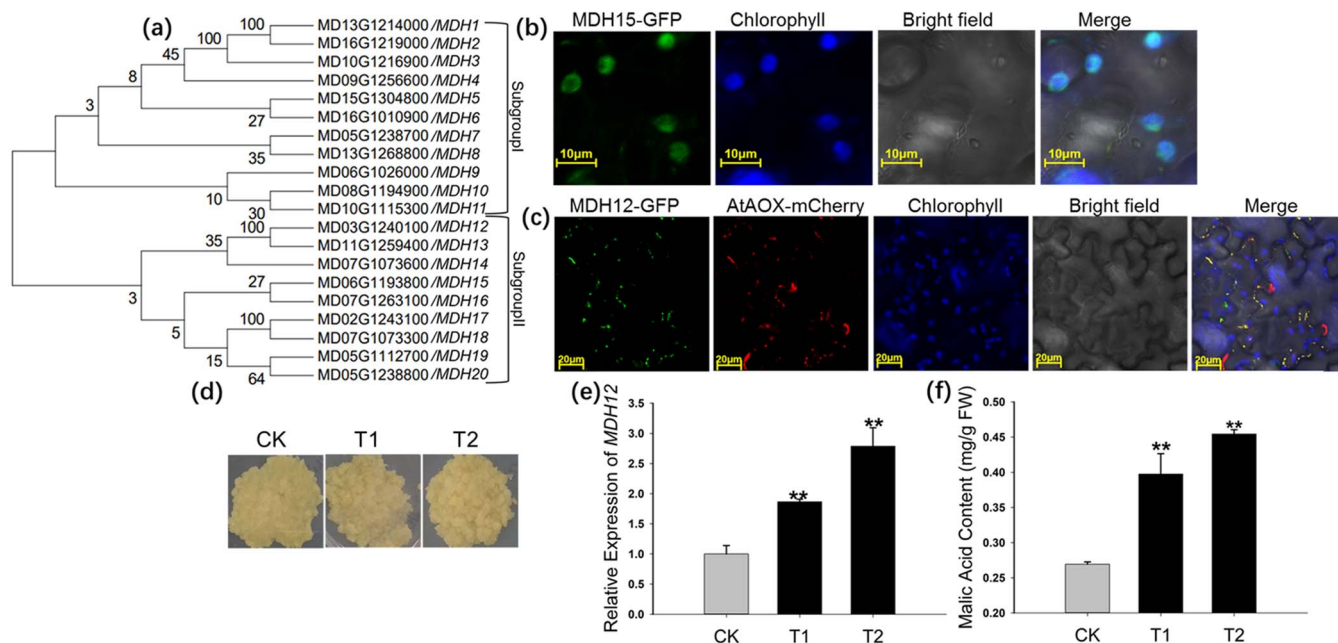 (a)
100
100
45
8
3
27
35
10
30
100
35
3
27
5
100
15
64
MD13G1214000/MDH1
MD16G1219000/MDH2
MD10G1216900/MDH3
MD09G1256600/MDH4
MD15G1304800/MDH5
MD16G1010900/MDH6
MD05G1238700/MDH7
MD13G1268800/MDH8
MD06G1026000/MDH9
MD08G1194900/MDH10
MD10G1115300/MDH11
MD03G1240100/MDH12
MD11G1259400/MDH13
MD07G1073600/MDH14
MD06G1193800/MDH15
MD07G1263100/MDH16
MD02G1243100/MDH17
MD07G1073300/MDH18
MD05G1112700/MDH19
MD05G1238800/MDH20
SubgroupI
SubgroupII
(b)
MDH15-GFP Chlorophyll Bright field Merge
10μm 10μm 10μm 10μm
(c)
MDH12-GFP AtAOX-mCherry Chlorophyll Bright field Merge
20μm 20μm 20μm 20μm 20μm
(d)
CK T1 T2
(e)
Relative Expression of MDH12
3.5
3.0
2.5
2.0
1.5
1.0
0.5
0.0
** **
CK T1 T2
(f)
Malic Acid Content (mg/g FW)
0.50
0.45
0.40
0.35
0.30
0.25
0.20
** **
CK T1 T2